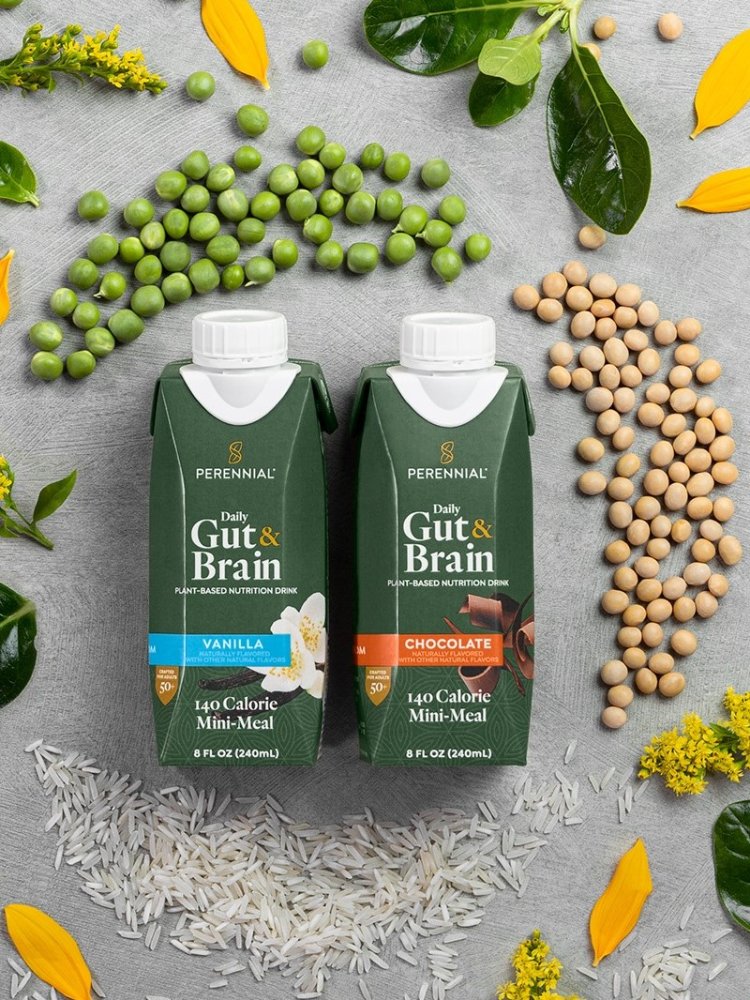 PERENNIAL
Daily
Gut &
Brain
PLANT-BASED NUTRITION DRINK
VANILLA
NATURALLY FLAVORED
WITH OTHER NATURAL FLAVORS
CRAFTED
FOR ADULTS
50+
140 Calorie
Mini-Meal
8 FL OZ (240mL)
PERENNIAL
Daily
Gut &
Brain
PLANT-BASED NUTRITION DRINK
CHOCOLATE
NATURALLY FLAVORED
WITH OTHER NATURAL FLAVORS
CRAFTED
FOR ADULTS
50+
140 Calorie
Mini-Meal
8 FL OZ (240mL)